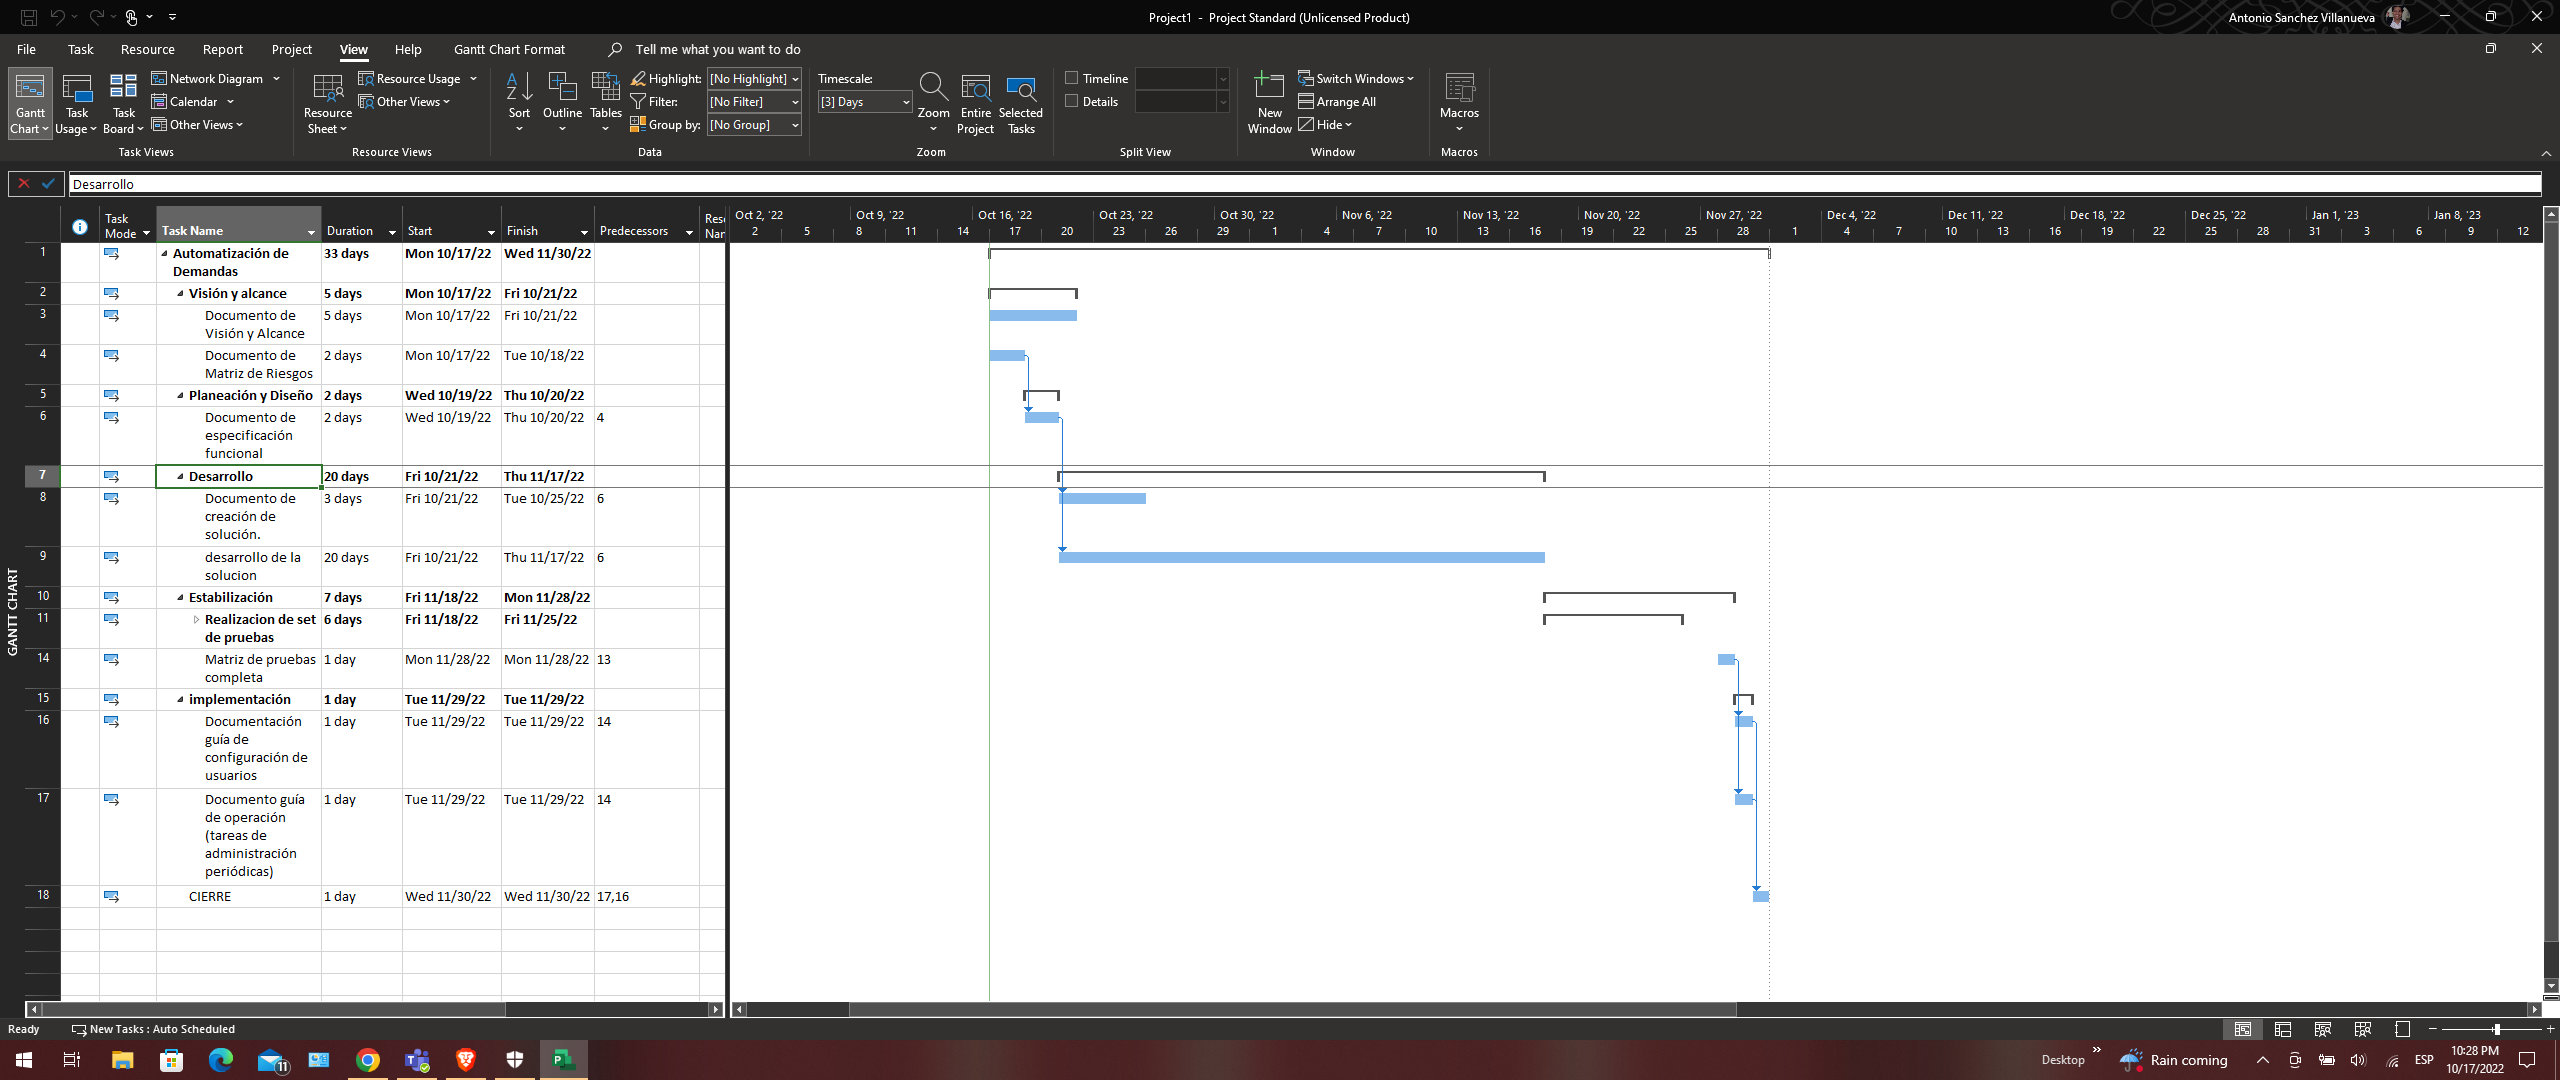 Project1 - Project Standard (Unlicensed Product)
Antonio Sanchez Villanueva
File Task Resource Report Project View Help Gantt Chart Format Tell me what you want to do
Gantt Chart
Task Usage
Task Board
Network Diagram
Calendar
Other Views
Task Views
Resource Sheet
Resource Usage
Other Views
Resource Views
Sort
Outline
Tables
Highlight: [No Highlight]
Filter: [No Filter]
Group by: [No Group]
Data
Timescale:
[3] Days
Zoom
Entire Project
Selected Tasks
Zoom
Timeline
Details
Split View
New Window
Switch Windows
Arrange All
Hide
Window
Macros
Macros
Desarrollo
Task Mode Task Name Duration Start Finish Predecessors
Oct 2, '22 Oct 9, '22 Oct 16, '22 Oct 23, '22 Oct 30, '22 Nov 6, '22 Nov 13, '22 Nov 20, '22 Nov 27, '22 Dec 4, '22 Dec 11, '22 Dec 18, '22 Dec 25, '22 Jan 1, '23 Jan 8, '23
2 5 8 11 14 17 20 23 26 29 1 4 7 10 13 16 19 22 25 28 1 4 7 10 13 16 19 22 25 28 31 3 6 9 12
1 Automatización de Demandas 33 days Mon 10/17/22 Wed 11/30/22
2 Visión y alcance 5 days Mon 10/17/22 Fri 10/21/22
3 Documento de Visión y Alcance 5 days Mon 10/17/22 Fri 10/21/22
4 Documento de Matriz de Riesgos 2 days Mon 10/17/22 Tue 10/18/22
5 Planeación y Diseño 2 days Wed 10/19/22 Thu 10/20/22
6 Documento de especificación funcional 2 days Wed 10/19/22 Thu 10/20/22 4
7 Desarrollo 20 days Fri 10/21/22 Thu 11/17/22
8 Documento de creación de solución. 3 days Fri 10/21/22 Tue 10/25/22 6
9 desarrollo de la solucion 20 days Fri 10/21/22 Thu 11/17/22 6
10 Estabilización 7 days Fri 11/18/22 Mon 11/28/22
11 Realizacion de set de pruebas 6 days Fri 11/18/22 Fri 11/25/22
14 Matriz de pruebas completa 1 day Mon 11/28/22 Mon 11/28/22 13
15 implementación 1 day Tue 11/29/22 Tue 11/29/22
16 Documentación guía de configuración de usuarios 1 day Tue 11/29/22 Tue 11/29/22 14
17 Documento guía de operación (tareas de administración periódicas) 1 day Tue 11/29/22 Tue 11/29/22 14
18 CIERRE 1 day Wed 11/30/22 Wed 11/30/22 17,16
GANTT CHART
Ready New Tasks : Auto Scheduled
11
Desktop
Rain coming
ESP
10:28 PM
10/17/2022